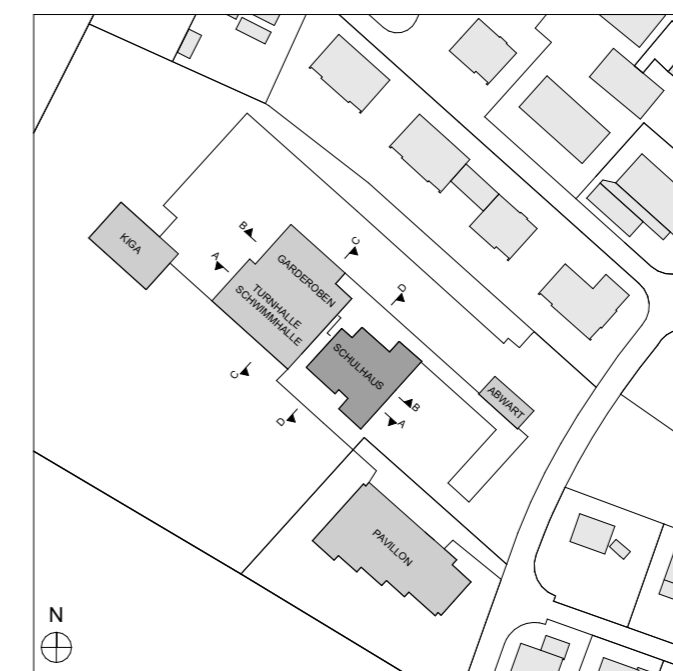 KIGA
B
A
GARDEROBEN
TURNHALLE
SCHWIMMHALLE
C
D
SCHULHAUS
C
D
B
A
ABWART
PAVILLON
N